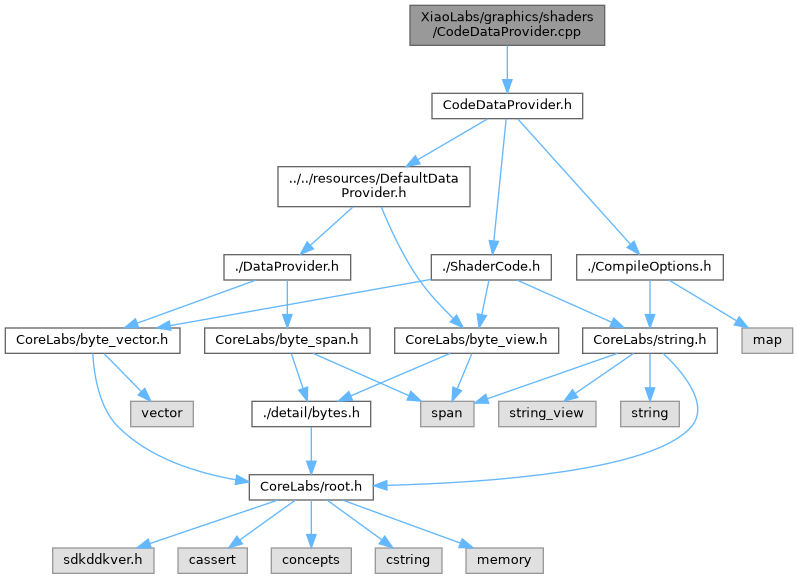 XiaoLabs/graphics/shaders
/CodeDataProvider.cpp
CodeDataProvider.h
../../resources/DefaultData
Provider.h
./DataProvider.h
./ShaderCode.h
./CompileOptions.h
CoreLabs/byte_vector.h
CoreLabs/byte_span.h
CoreLabs/byte_view.h
CoreLabs/string.h
map
vector
./detail/bytes.h
span
string_view
string
CoreLabs/root.h
sdkddkver.h
cassert
concepts
cstring
memory